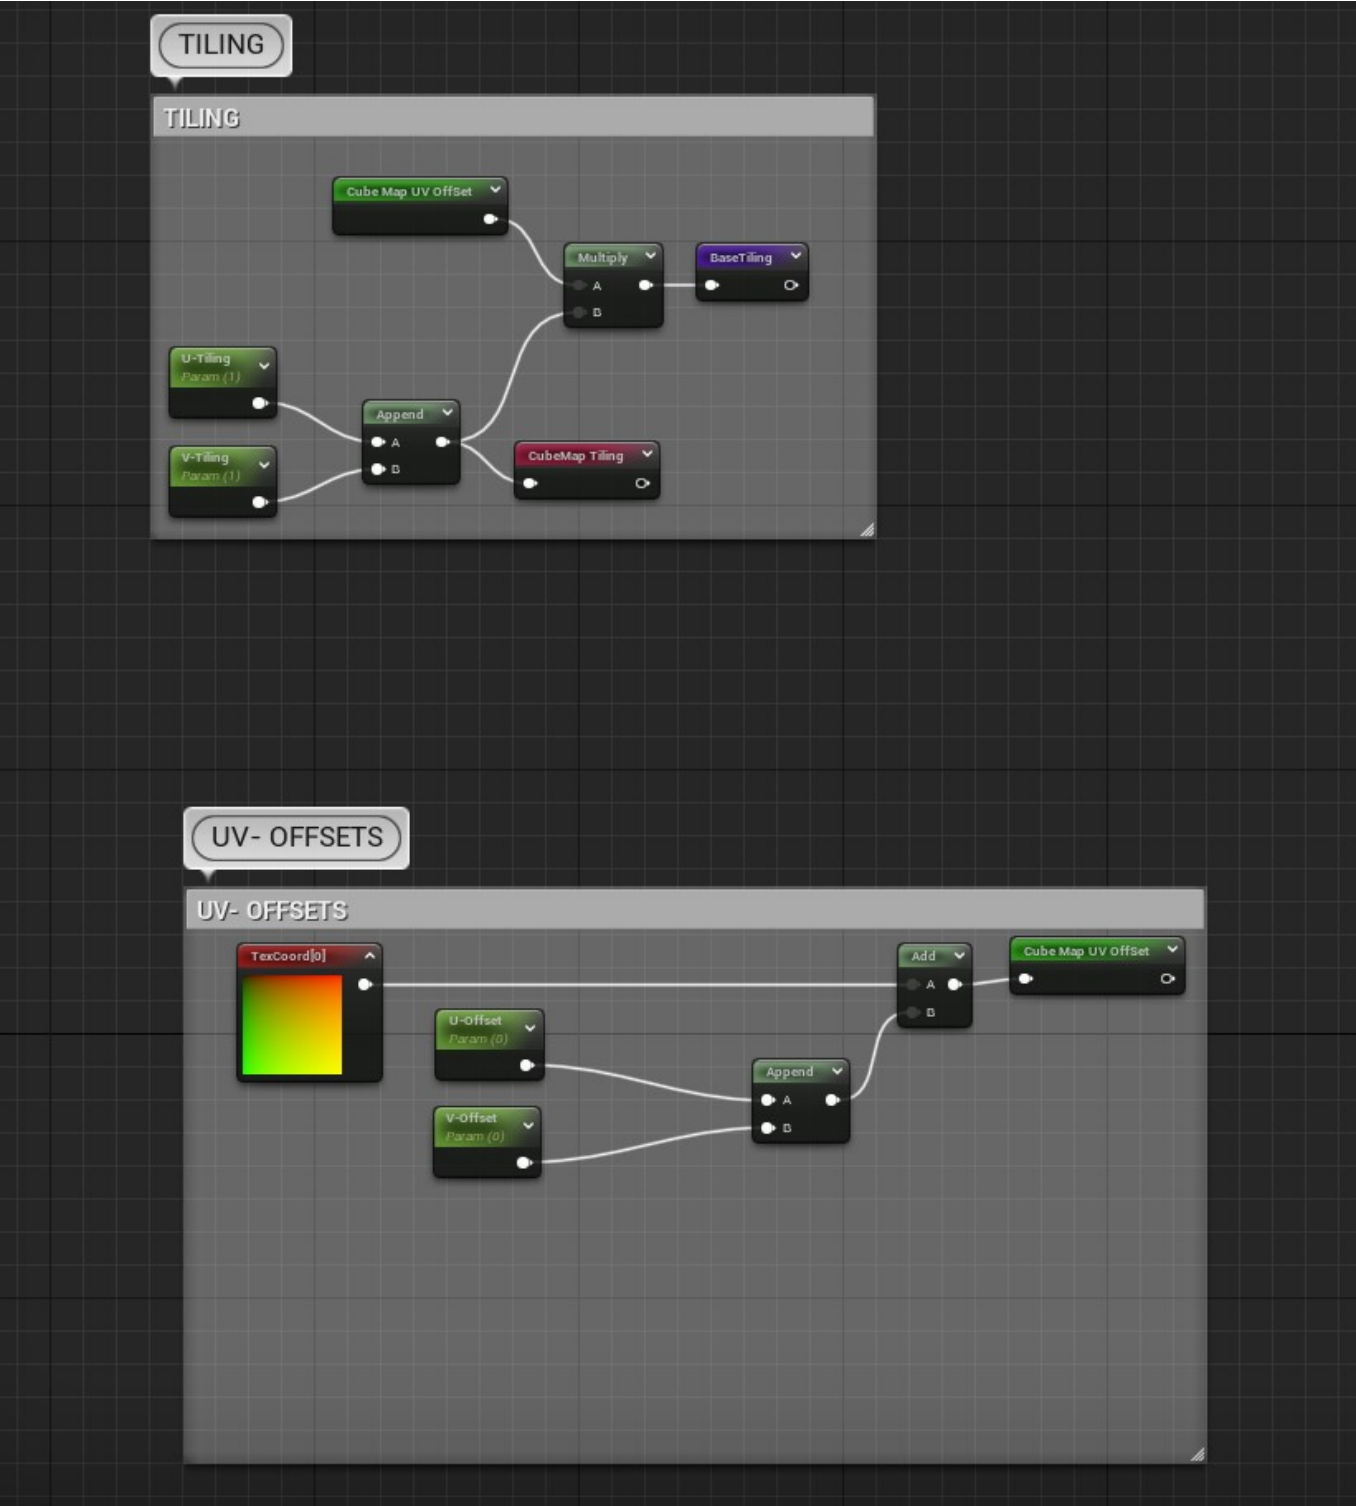 TILING
TILING
Cube Map UV OffSet
Multiply
A
B
BaseTiling
U-Tiling
Param (1)
V-Tiling
Param (1)
Append
A
B
CubeMap Tiling
UV- OFFSETS
UV- OFFSETS
TexCoord[0]
U-Offset
Param (0)
V-Offset
Param (0)
Append
A
B
Add
A
B
Cube Map UV OffSet